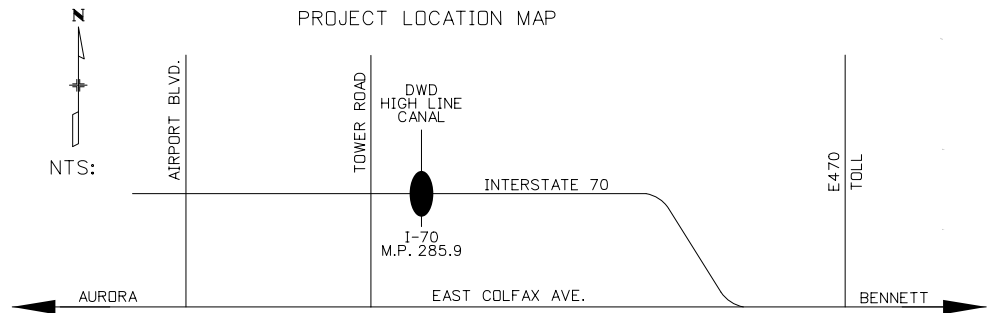 PROJECT LOCATION MAP
N
NTS:
AIRPORT BLVD.
TOWER ROAD
DWD
HIGH LINE
CANAL
INTERSTATE 70
I-70
M.P. 285.9
E470
TOLL
AURORA
EAST COLFAX AVE.
BENNETT